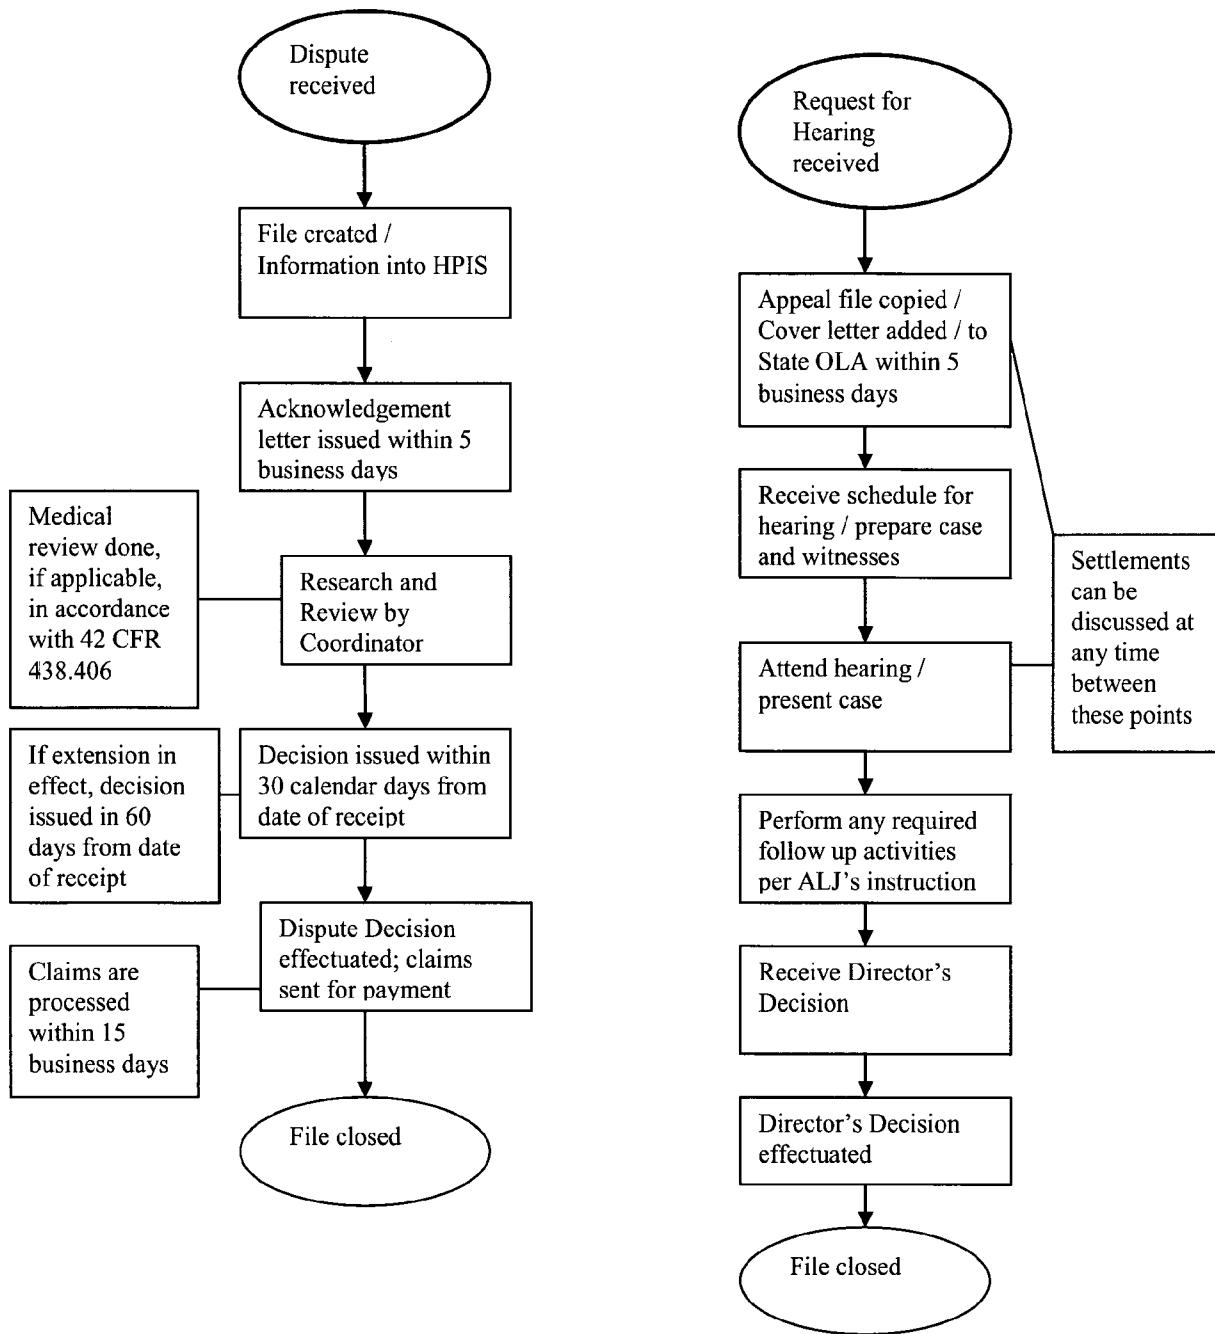 Dispute
received
File created /
Information into HPIS
Acknowledgement
letter issued within 5
business days
Medical
review done,
if applicable,
in accordance
with 42 CFR
438.406
Research and
Review by
Coordinator
If extension in
effect, decision
issued in 60
days from date
of receipt
Decision issued within
30 calendar days from
date of receipt
Dispute Decision
effectuated; claims
sent for payment
Claims are
processed
within 15
business days
File closed
Request for
Hearing
received
Appeal file copied /
Cover letter added / to
State OLA within 5
business days
Receive schedule for
hearing / prepare case
and witnesses
Settlements
can be
discussed at
any time
between
these points
Attend hearing /
present case
Perform any required
follow up activities
per ALJ's instruction
Receive Director's
Decision
Director's Decision
effectuated
File closed